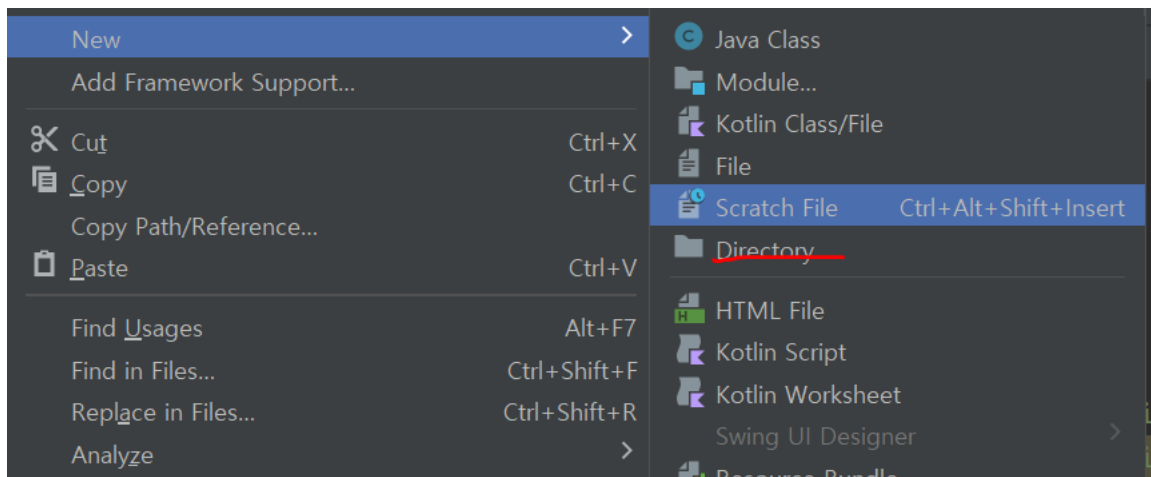 New
Add Framework Support...
Cut Ctrl+X
Copy Ctrl+C
Copy Path/Reference...
Paste Ctrl+V
Find Usages Alt+F7
Find in Files... Ctrl+Shift+F
Replace in Files... Ctrl+Shift+R
Analyze
Java Class
Module...
Kotlin Class/File
File
Scratch File Ctrl+Alt+Shift+Insert
Directory
HTML File
Kotlin Script
Kotlin Worksheet
Swing UI Designer
Resource Bundle